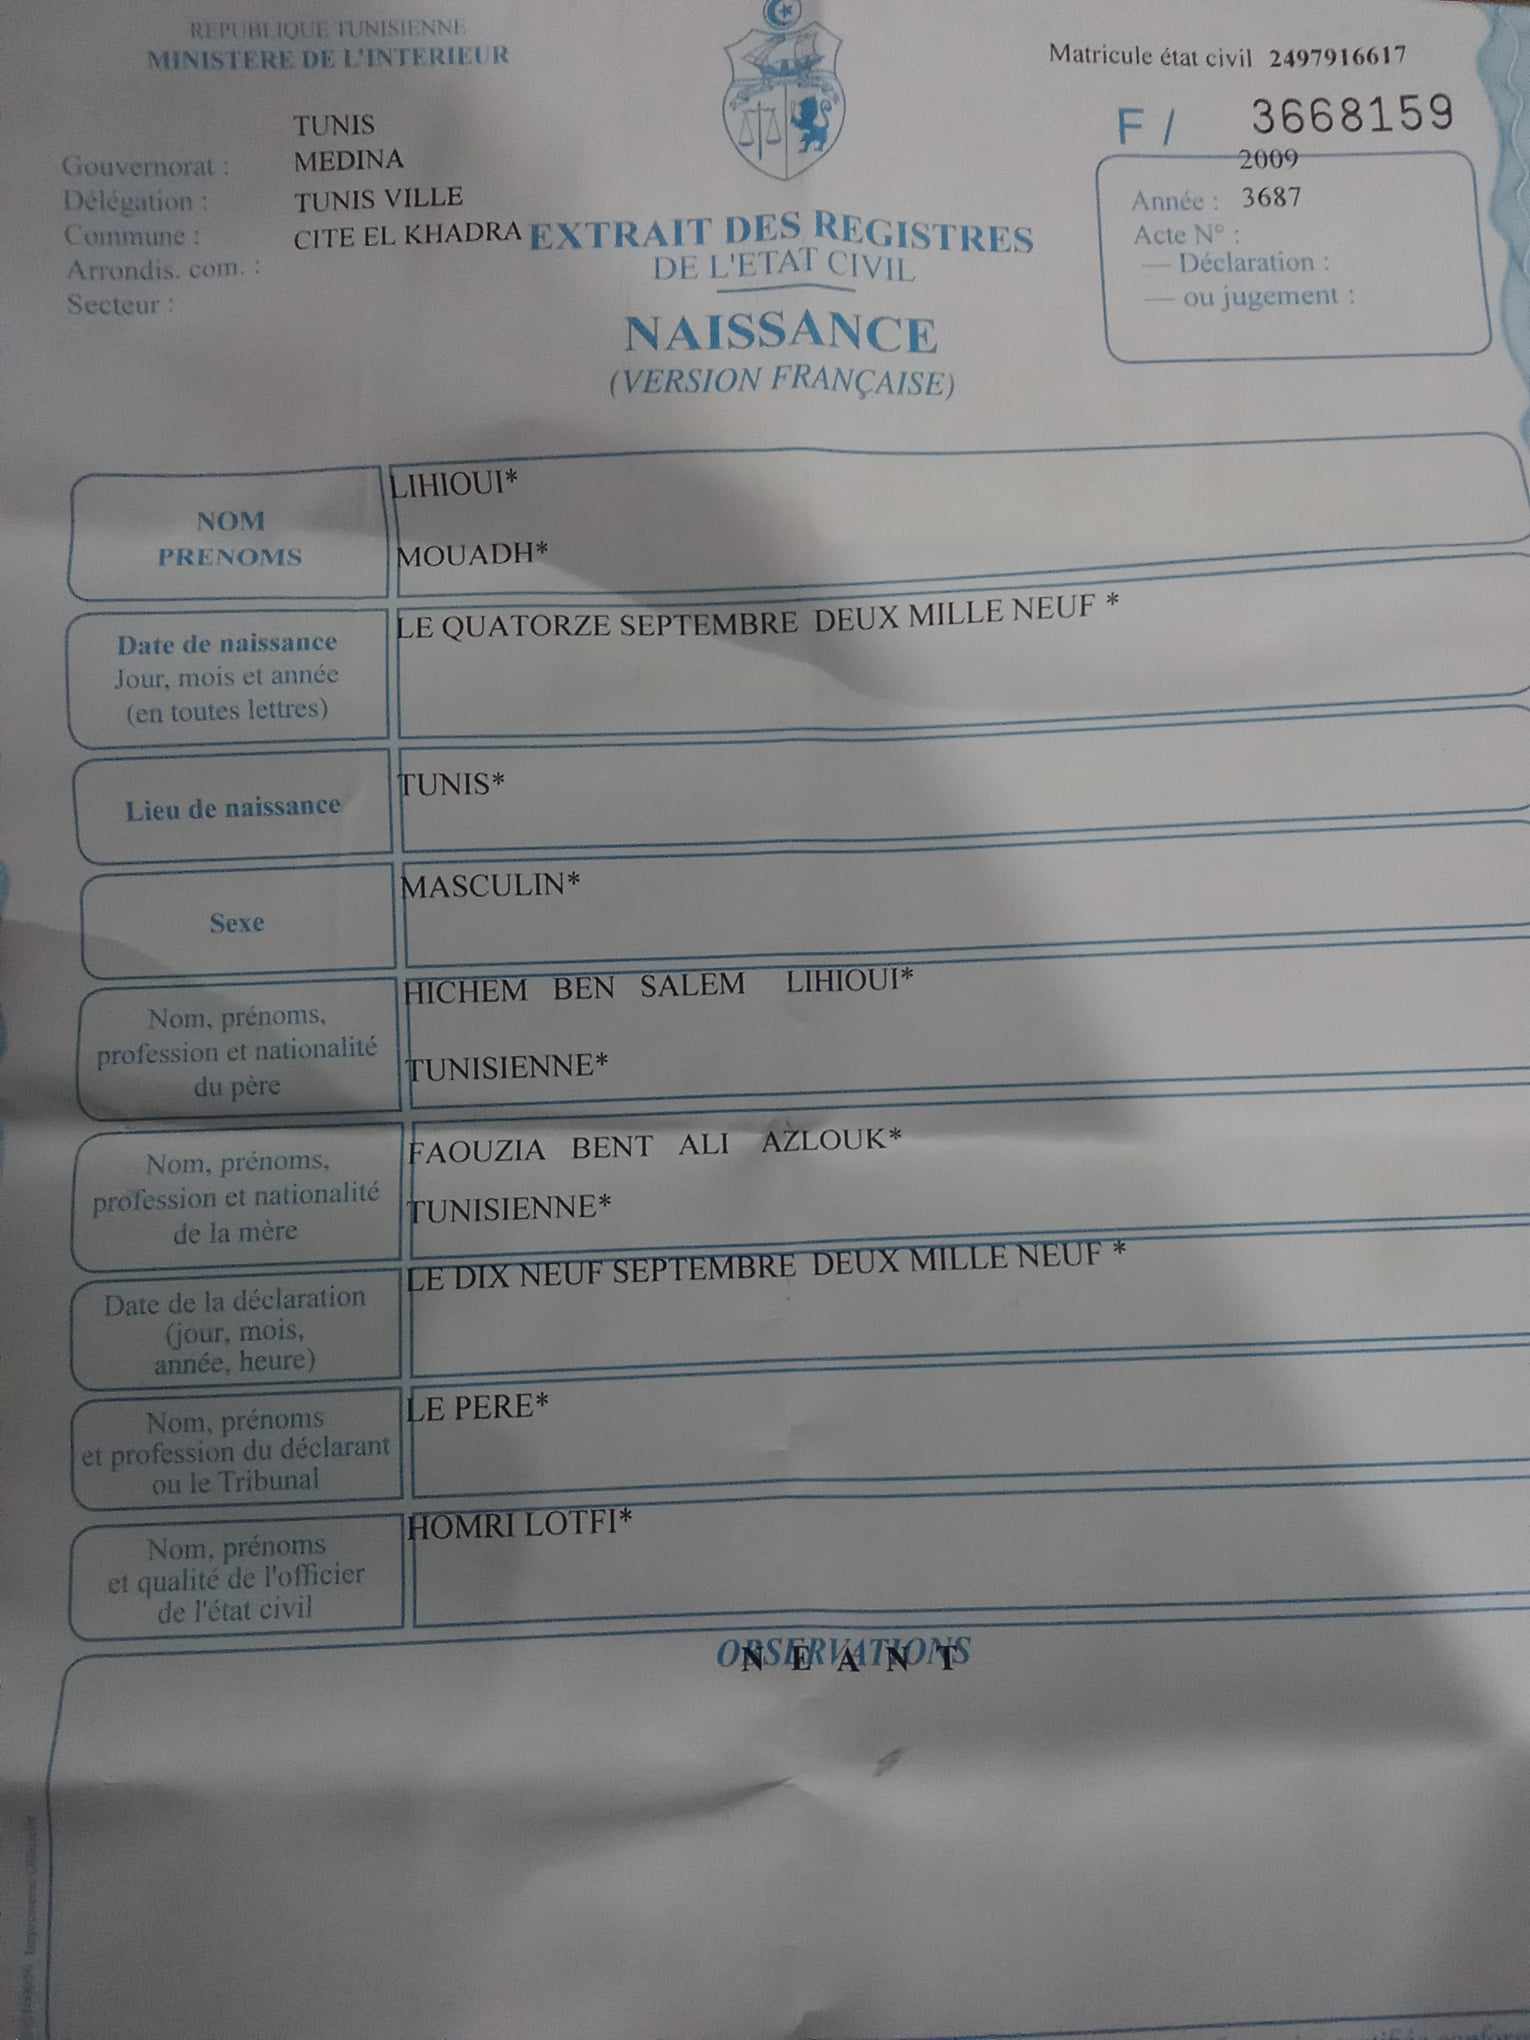 REPUBLIQUE TUNISIENNE
MINISTERE DE L'INTERIEUR
Matricule état civil 2497916617
F / 3668159
TUNIS
Gouvernorat : MEDINA
Délégation : TUNIS VILLE
Commune : CITE EL KHADRA
Arrondis. com. :
Secteur :
2009
Année : 3687
Acte N° :
— Déclaration :
— ou jugement :
EXTRAIT DES REGISTRES
DE L'ETAT CIVIL
NAISSANCE
(VERSION FRANÇAISE)
NOM
PRENOMS
LIHIOUI*
MOUADH*
Date de naissance
Jour, mois et année
(en toutes lettres)
LE QUATORZE SEPTEMBRE DEUX MILLE NEUF *
Lieu de naissance
TUNIS*
Sexe
MASCULIN*
Nom, prénoms,
profession et nationalité
du père
HICHEM BEN SALEM LIHIOUI*
TUNISIENNE*
Nom, prénoms,
profession et nationalité
de la mère
FAOUZIA BENT ALI AZLOUK*
TUNISIENNE*
Date de la déclaration
(jour, mois,
année, heure)
LE DIX NEUF SEPTEMBRE DEUX MILLE NEUF *
Nom, prénoms
et profession du déclarant
ou le Tribunal
LE PERE*
Nom, prénoms
et qualité de l'officier
de l'état civil
HOMRI LOTFI*
OBSERVATIONS
N E A N T